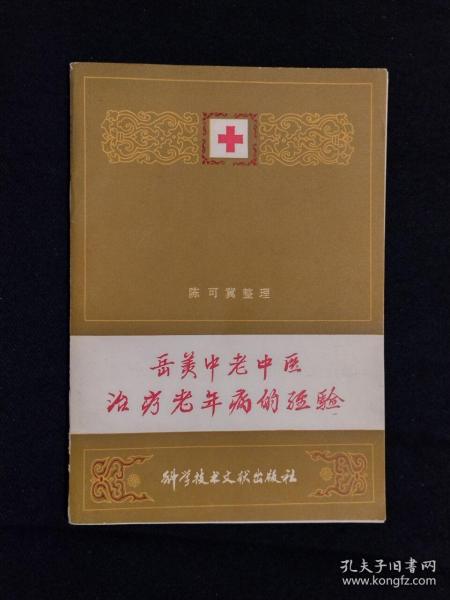 陈可冀整理
岳美中老中医
治疗老年病的经验
科学技术文献出版社
孔夫子旧书网
www.kongfz.com